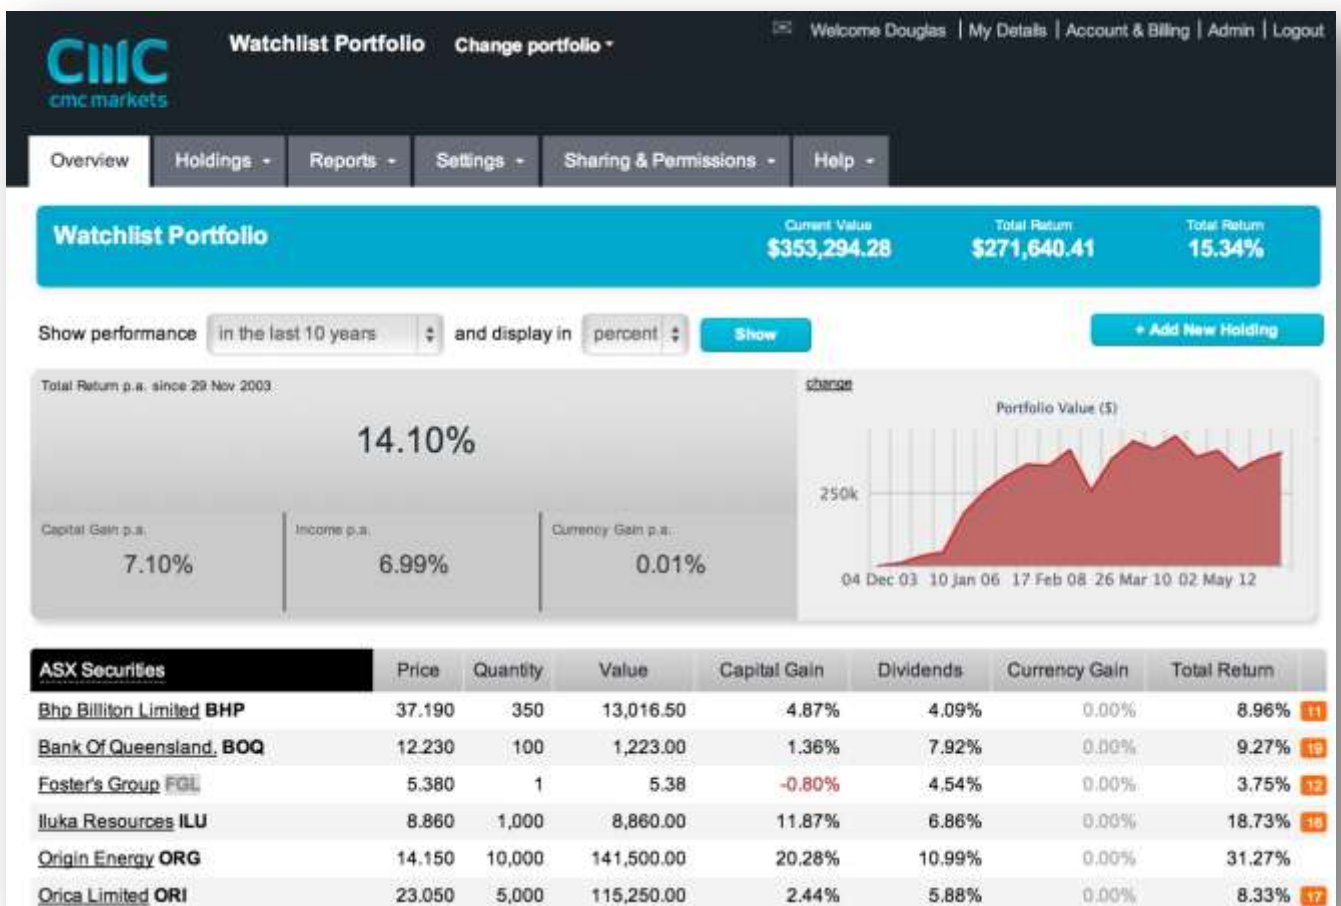 CMC
cmc markets
Watchlist Portfolio Change portfolio
Welcome Douglas | My Details | Account & Billing | Admin | Logout
Overview Holdings Reports Settings Sharing & Permissions Help
Watchlist Portfolio
Current Value Total Return Total Return
$353,294.28 $271,640.41 15.34%
Show performance in the last 10 years and display in percent Show + Add New Holding
Total Return p.a. since 29 Nov 2003
14.10%
Capital Gain p.a. Income p.a. Currency Gain p.a.
7.10% 6.99% 0.01%
change
Portfolio Value ($)
250k
04 Dec 03 10 Jan 06 17 Feb 08 26 Mar 10 02 May 12
ASX Securities Price Quantity Value Capital Gain Dividends Currency Gain Total Return
Bhp Billiton Limited BHP 37.190 350 13,016.50 4.87% 4.09% 0.00% 8.96% 11
Bank Of Queensland. BOQ 12.230 100 1,223.00 1.36% 7.92% 0.00% 9.27% 19
Foster's Group FGL 5.380 1 5.38 -0.80% 4.54% 0.00% 3.75% 12
Iluka Resources ILU 8.860 1,000 8,860.00 11.87% 6.86% 0.00% 18.73% 16
Origin Energy ORG 14.150 10,000 141,500.00 20.28% 10.99% 0.00% 31.27%
Orica Limited ORI 23.050 5,000 115,250.00 2.44% 5.88% 0.00% 8.33% 17